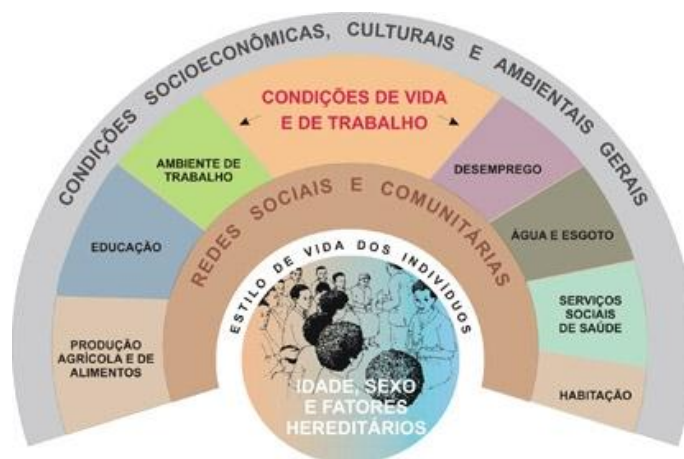 CONDIÇÕES SOCIOECONÔMICAS, CULTURAIS E AMBIENTAIS GERAIS
CONDIÇÕES DE VIDA
E DE TRABALHO
AMBIENTE DE
TRABALHO
DESEMPREGO
REDES SOCIAIS E COMUNITÁRIAS
EDUCAÇÃO
ÁGUA E ESGOTO
ESTILO DE VIDA DOS INDIVÍDUOS
SERVIÇOS
SOCIAIS
DE SAÚDE
PRODUÇÃO
AGRÍCOLA E DE
ALIMENTOS
HABITAÇÃO
IDADE, SEXO
E FATORES
HEREDITÁRIOS